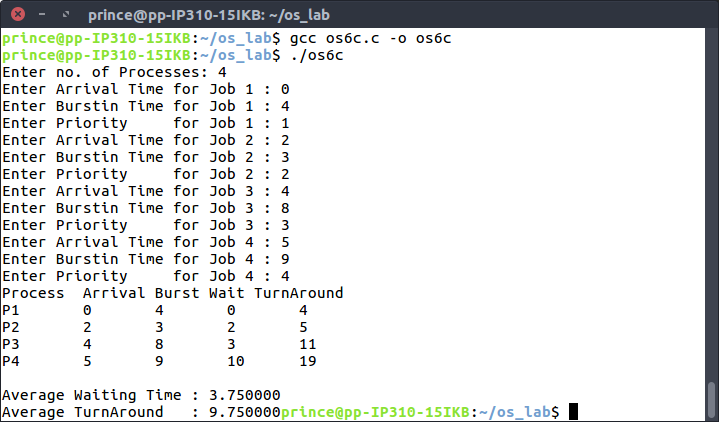 prince@pp-IP310-15IKB: ~/os_lab
prince@pp-IP310-15IKB:~/os_lab$ gcc os6c.c -o os6c
prince@pp-IP310-15IKB:~/os_lab$ ./os6c
Enter no. of Processes: 4
Enter Arrival Time for Job 1 : 0
Enter Burstin Time for Job 1 : 4
Enter Priority     for Job 1 : 1
Enter Arrival Time for Job 2 : 2
Enter Burstin Time for Job 2 : 3
Enter Priority     for Job 2 : 2
Enter Arrival Time for Job 3 : 4
Enter Burstin Time for Job 3 : 8
Enter Priority     for Job 3 : 3
Enter Arrival Time for Job 4 : 5
Enter Burstin Time for Job 4 : 9
Enter Priority     for Job 4 : 4
Process  Arrival Burst Wait TurnAround
P1       0       4       0       4
P2       2       3       2       5
P3       4       8       3       11
P4       5       9       10      19
Average Waiting Time : 3.750000
Average TurnAround   : 9.750000prince@pp-IP310-15IKB:~/os_lab$